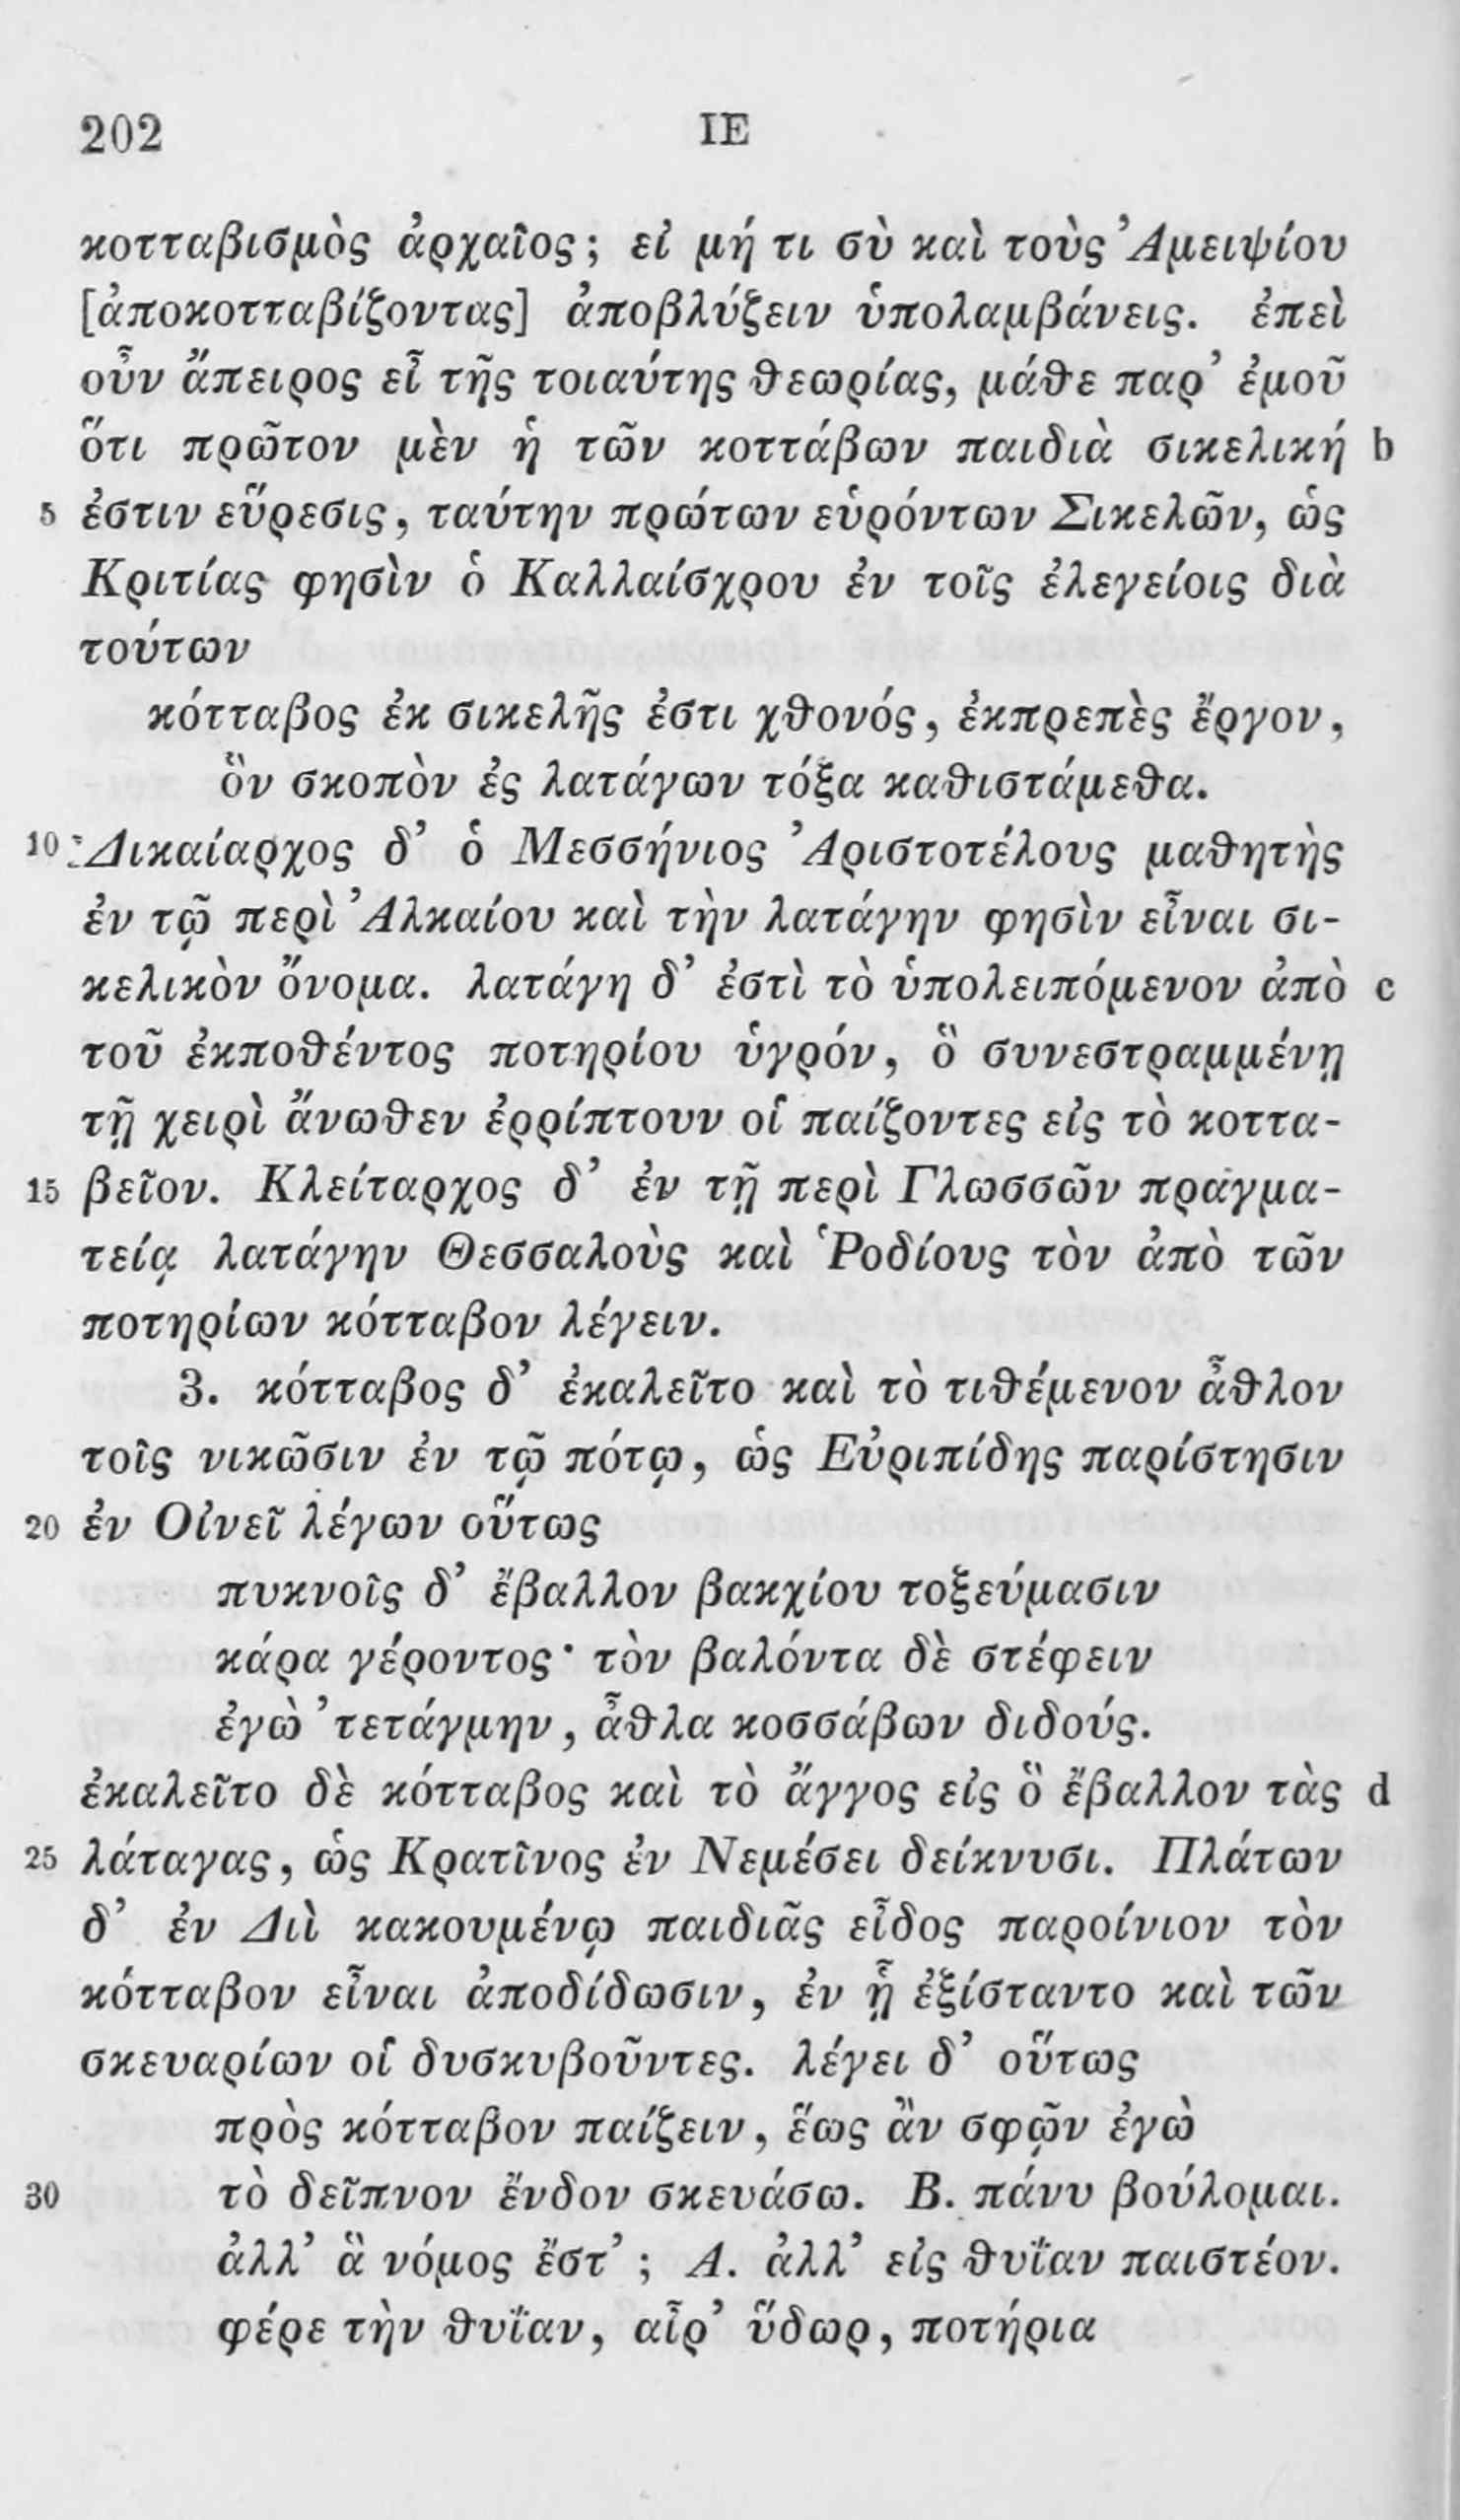 202 ΙΕ
κοτταβισμὸς ἀρχαῖος; εἰ μή τι σὺ καὶ τοὺς Ἀμειψίου
[ἀποκοτταβίζοντας] ἀποβλύζειν ὑπολαμβάνεις. ἐπεὶ
οὖν ἄπειρος εἶ τῆς τοιαύτης θεωρίας, μάθε παρ’ ἐμοῦ
ὅτι πρῶτον μὲν ἡ τῶν κοττάβων παιδιὰ σικελική b
5 ἐστιν εὕρεσις, ταύτην πρώτων εὑρόντων Σικελῶν, ὡς
Κριτίας φησὶν ὁ Καλλαίσχρου ἐν τοῖς ἐλεγείοις διὰ
τούτων
κότταβος ἐκ σικελῆς ἐστι χθονός, ἐκπρεπὲς ἔργον,
ὃν σκοπὸν ἐς λατάγων τόξα καθιστάμεθα.
10 Δικαίαρχος δ’ ὁ Μεσσήνιος Ἀριστοτέλους μαθητὴς
ἐν τῷ περὶ Ἀλκαίου καὶ τὴν λατάγην φησὶν εἶναι σι-
κελικὸν ὄνομα. λατάγη δ’ ἐστὶ τὸ ὑπολειπόμενον ἀπὸ c
τοῦ ἐκποθέντος ποτηρίου ὑγρόν, ὃ συνεστραμμένῃ
τῇ χειρὶ ἄνωθεν ἐρρίπτουν οἱ παίζοντες εἰς τὸ κοττα-
15 βεῖον. Κλείταρχος δ’ ἐν τῇ περὶ Γλωσσῶν πραγμα-
τείᾳ λατάγην Θεσσαλοὺς καὶ Ῥοδίους τὸν ἀπὸ τῶν
ποτηρίων κότταβον λέγειν.
3. κότταβος δ’ ἐκαλεῖτο καὶ τὸ τιθέμενον ἆθλον
τοῖς νικῶσιν ἐν τῷ πότῳ, ὡς Εὐριπίδης παρίστησιν
20 ἐν Οἰνεῖ λέγων οὕτως
πυκνοῖς δ’ ἔβαλλον βακχίου τοξεύμασιν
κάρα γέροντος· τὸν βαλόντα δὲ στέφειν
ἐγὼ ’τετάγμην, ἆθλα κοσσάβων διδούς.
ἐκαλεῖτο δὲ κότταβος καὶ τὸ ἄγγος εἰς ὃ ἔβαλλον τὰς d
25 λάταγας, ὡς Κρατῖνος ἐν Νεμέσει δείκνυσι. Πλάτων
δ’ ἐν Διὶ κακουμένῳ παιδιᾶς εἶδος παροίνιον τὸν
κότταβον εἶναι ἀποδίδωσιν, ἐν ᾗ ἐξίσταντο καὶ τῶν
σκευαρίων οἱ δυσκυβοῦντες. λέγει δ’ οὕτως
πρὸς κότταβον παίζειν, ἕως ἂν σφῷν ἐγὼ
30 τὸ δεῖπνον ἔνδον σκευάσω. Β. πάνυ βούλομαι.
ἀλλ’ ἃ νόμος ἔστ’; Α. ἀλλ’ εἰς θυΐαν παιστέον.
φέρε τὴν θυΐαν, αἶρ’ ὕδωρ, ποτήρια